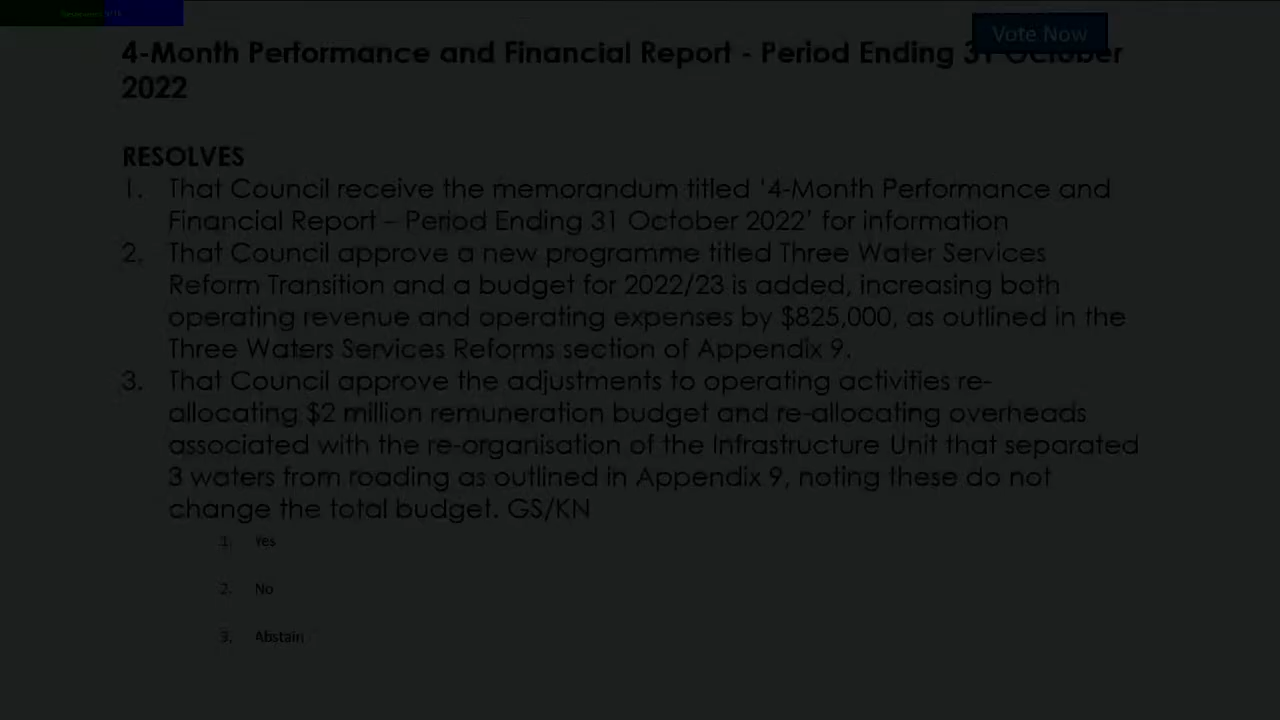 Vote Now
4-Month Performance and Financial Report - Period Ending 31 October
2022
RESOLVES
1. That Council receive the memorandum titled '4-Month Performance and
Financial Report – Period Ending 31 October 2022' for information
2. That Council approve a new programme titled Three Water Services
Reform Transition and a budget for 2022/23 is added, increasing both
operating revenue and operating expenses by $825,000, as outlined in the
Three Waters Services Reforms section of Appendix 9.
3. That Council approve the adjustments to operating activities re-
allocating $2 million remuneration budget and re-allocating overheads
associated with the re-organisation of the Infrastructure Unit that separated
3 waters from roading as outlined in Appendix 9, noting these do not
change the total budget. GS/KN
1. Yes
2. No
3. Abstain